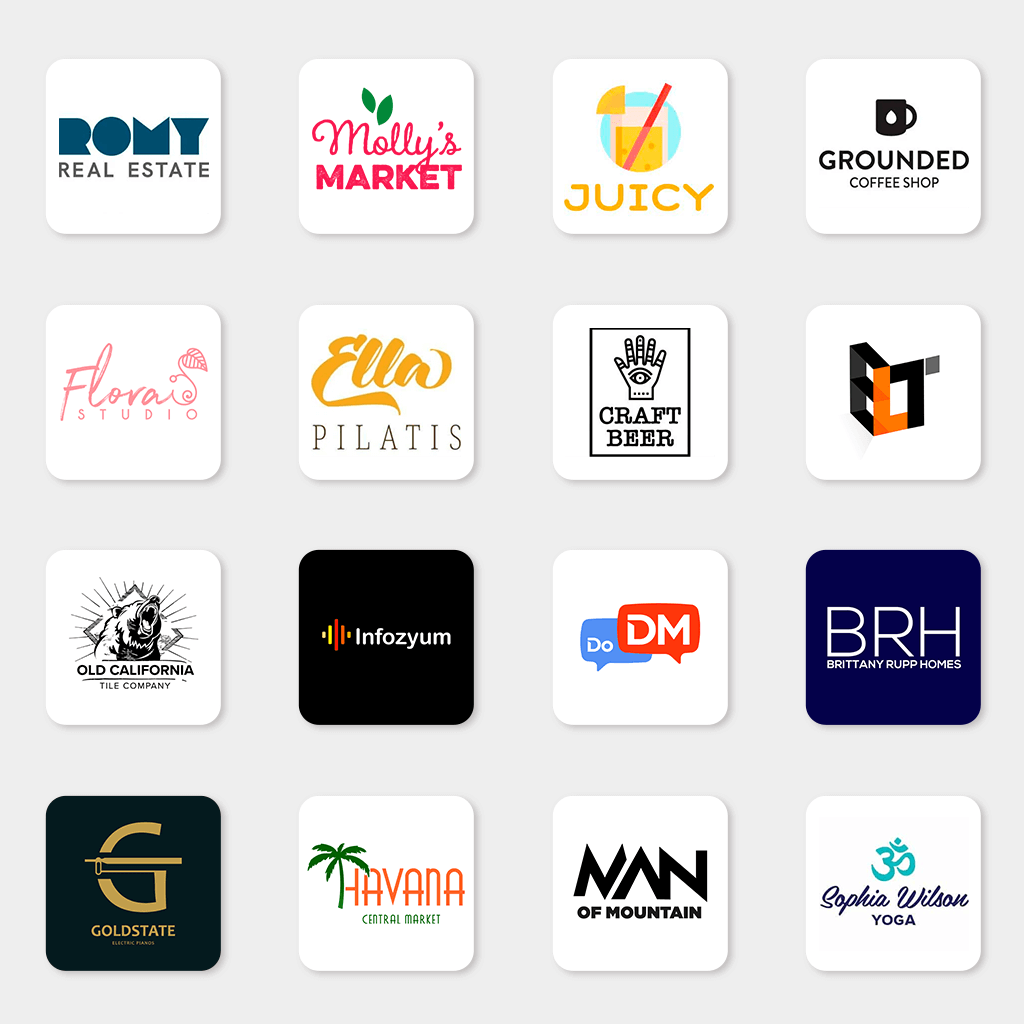 ROMY
REAL ESTATE
Molly's
MARKET
JUICY
GROUNDED
COFFEE SHOP
Flora
STUDIO
Ella
PILATIS
CRAFT
BEER
BLT
OLD CALIFORNIA
TILE COMPANY
Infozyum
Do DM
BRH
BRITTANY RUPP HOMES
G
GOLDSTATE
ELECTRIC PIANOS
HAVANA
CENTRAL MARKET
MAN
OF MOUNTAIN
ॐ
Sophia Wilson
YOGA